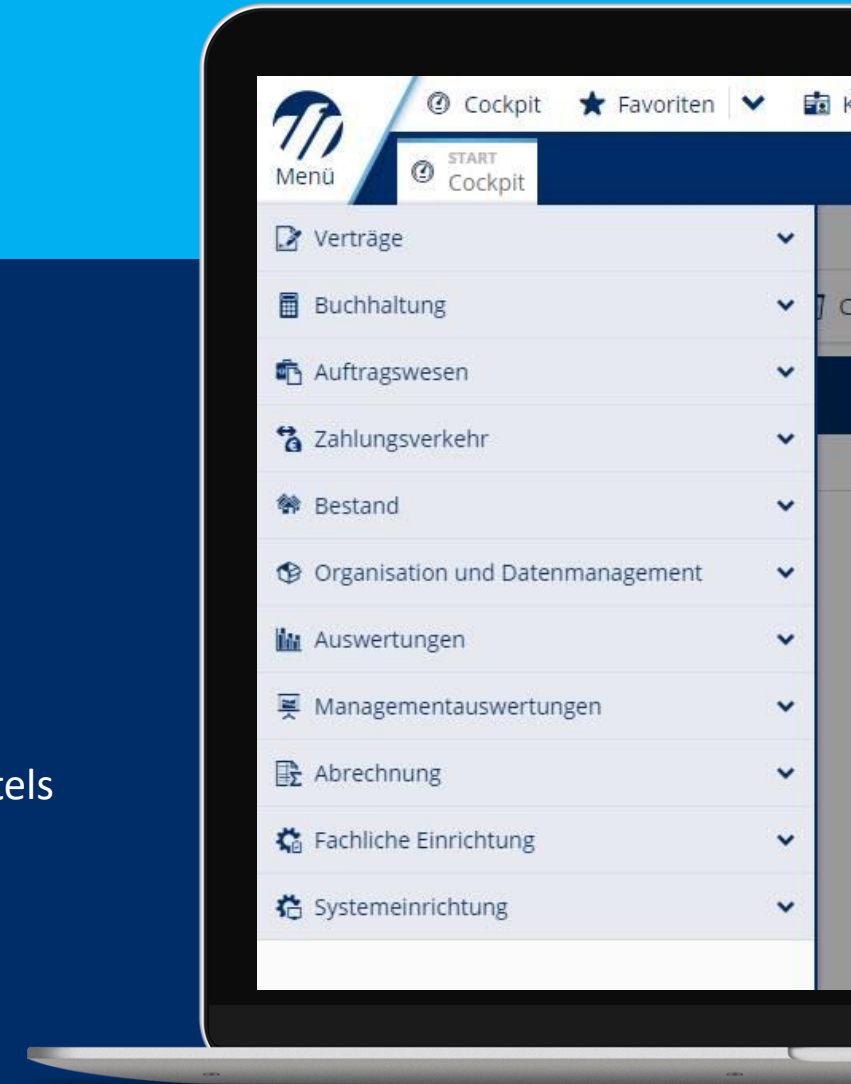 Cockpit Favoriten
Menü
START
Cockpit
Verträge
Buchhaltung
Auftragswesen
Zahlungsverkehr
Bestand
Organisation und Datenmanagement
Auswertungen
Managementauswertungen
Abrechnung
Fachliche Einrichtung
Systemeinrichtung